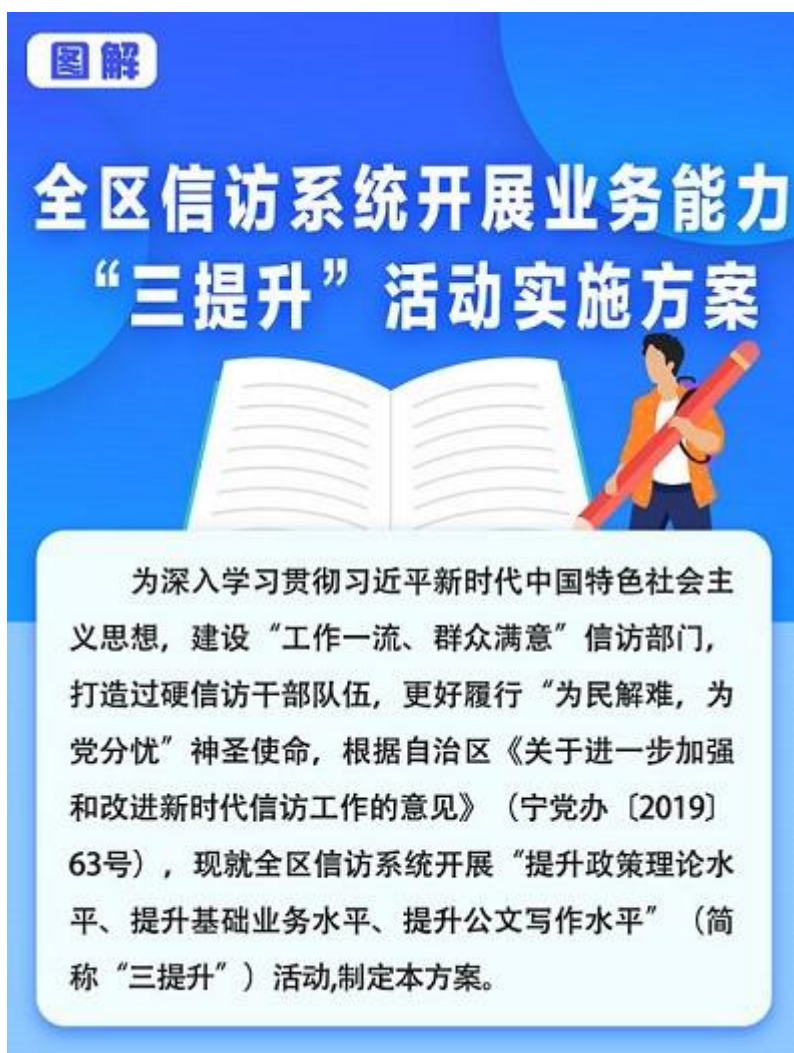 图解
全区信访系统开展业务能力
“三提升”活动实施方案
为深入学习贯彻习近平新时代中国特色社会主
义思想，建设“工作一流、群众满意”信访部门，
打造过硬信访干部队伍，更好履行“为民解难，为
党分忧”神圣使命，根据自治区《关于进一步加强
和改进新时代信访工作的意见》（宁党办〔2019〕
63号），现就全区信访系统开展“提升政策理论水
平、提升基础业务水平、提升公文写作水平”（简
称“三提升”）活动,制定本方案。